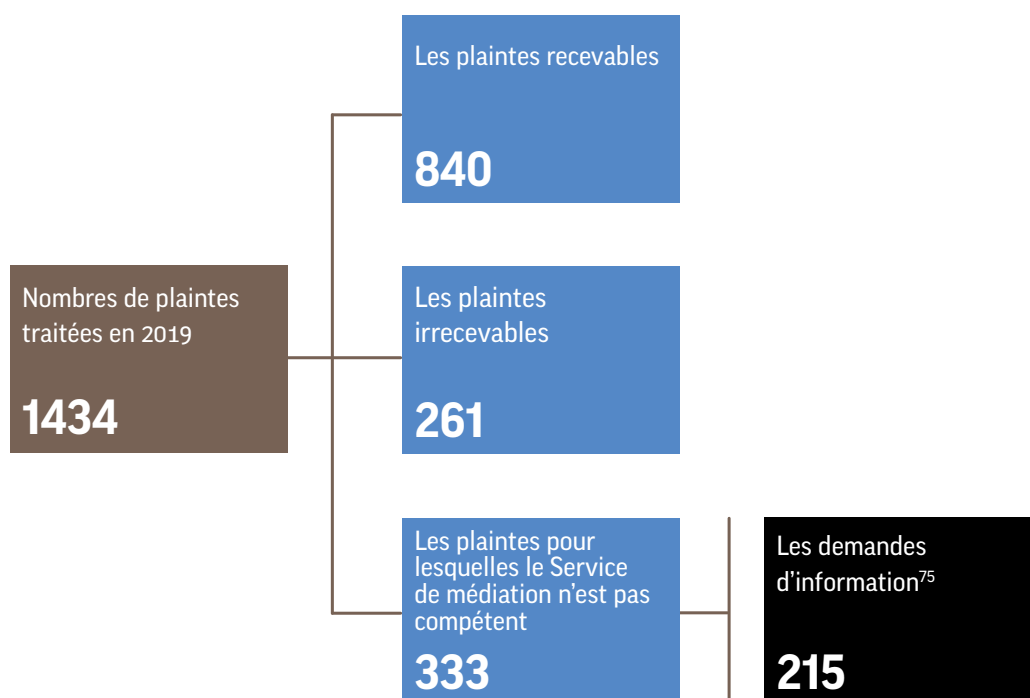 Les plaintes recevables
840
Nombres de plaintes
traitées en 2019
1434
Les plaintes
irrecevables
261
Les plaintes pour
lesquelles le Service
de médiation n'est pas
compétent
333
Les demandes
d'information⁷⁵
215